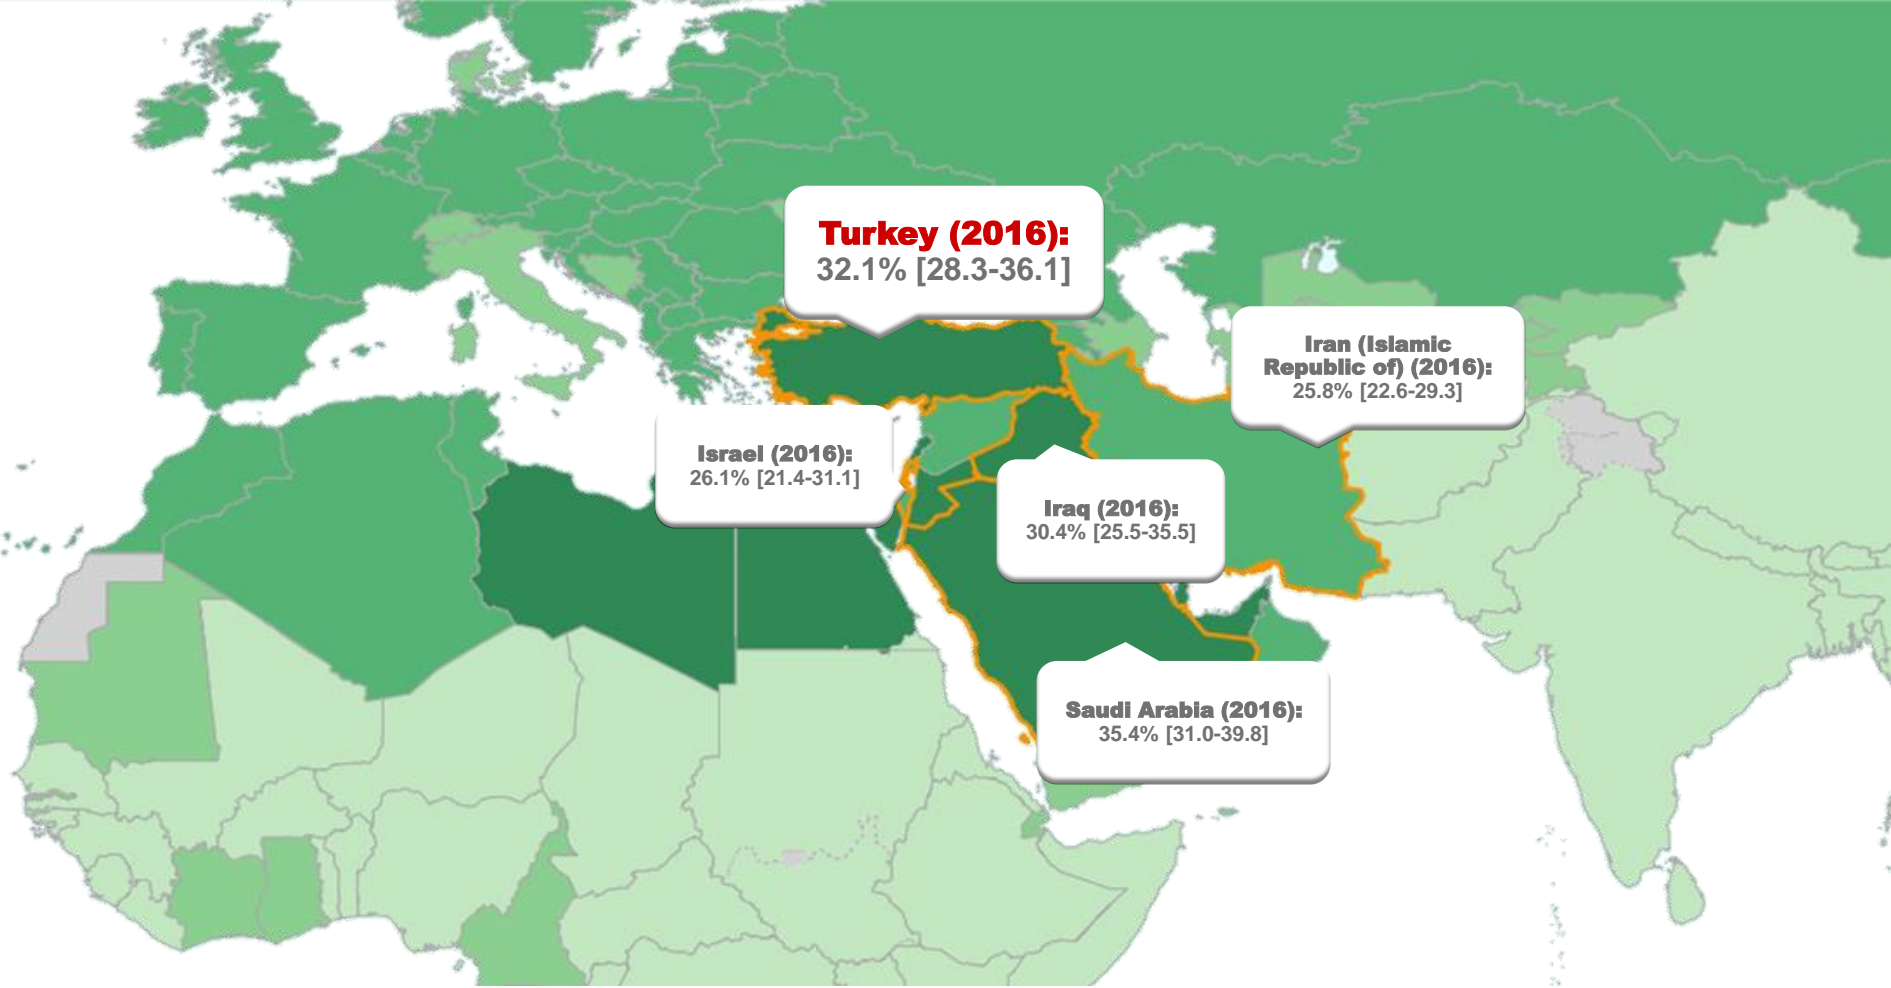 Turkey (2016):
32.1% [28.3-36.1]
Iran (Islamic
Republic of) (2016):
25.8% [22.6-29.3]
Israel (2016):
26.1% [21.4-31.1]
Iraq (2016):
30.4% [25.5-35.5]
Saudi Arabia (2016):
35.4% [31.0-39.8]